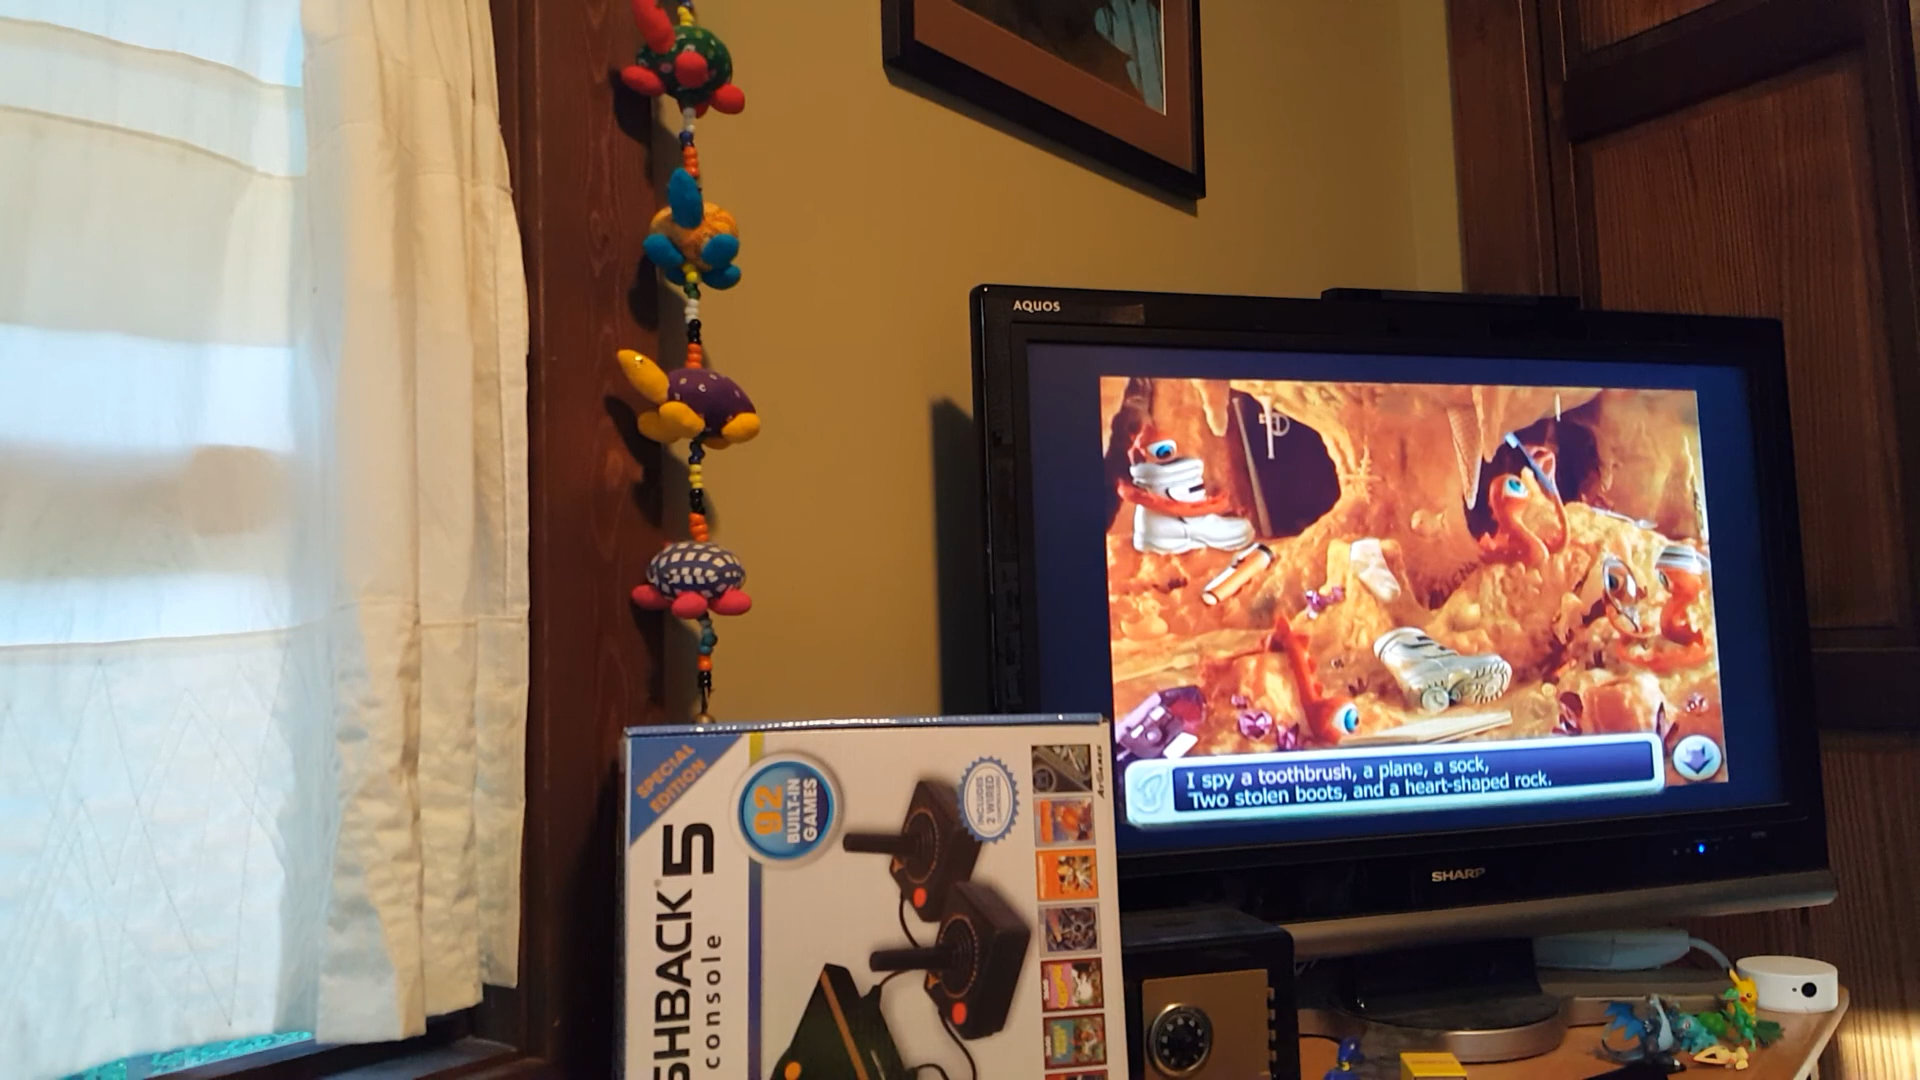 AQUOS
I spy a toothbrush, a plane, a sock,
Two stolen boots, and a heart-shaped rock.
SHARP
SPECIAL
EDITION
92
BUILT-IN
GAMES
INCLUDES
2 WIRED
AtGames
SHBACK 5
console